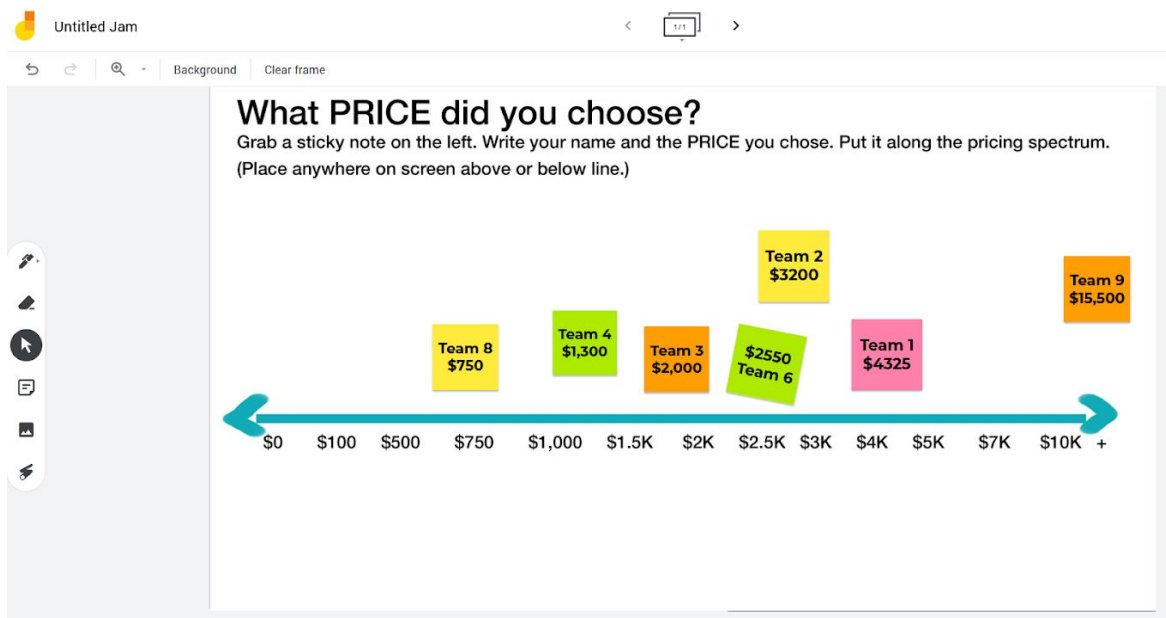 Untitled Jam
1/1
Background
Clear frame
What PRICE did you choose?
Grab a sticky note on the left. Write your name and the PRICE you chose. Put it along the pricing spectrum.
(Place anywhere on screen above or below line.)
Team 2
$3200
Team 9
$15,500
Team 8
$750
Team 4
$1,300
Team 3
$2,000
$2550
Team 6
Team 1
$4325
$0 $100 $500 $750 $1,000 $1.5K $2K $2.5K $3K $4K $5K $7K $10K +